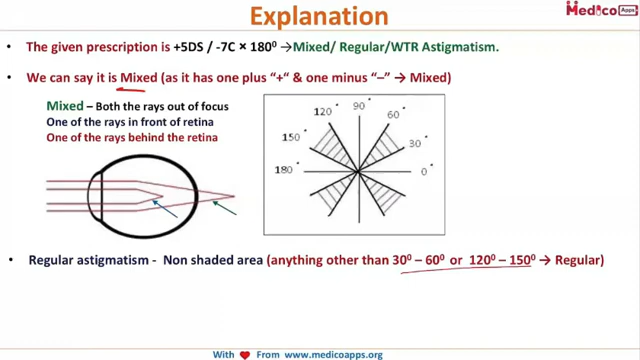 Explanation
Medico Apps
• The given prescription is +5DS / -7C × 180⁰ →Mixed/ Regular/WTR Astigmatism.
• We can say it is Mixed (as it has one plus "+" & one minus "–" → Mixed)
Mixed – Both the rays out of focus
One of the rays in front of retina
One of the rays behind the retina
90°
120°
60°
150°
30°
180°
0°
• Regular astigmatism - Non shaded area (anything other than 30⁰ – 60⁰ or 120⁰ – 150⁰ → Regular)
With ❤ From www.medicoapps.org